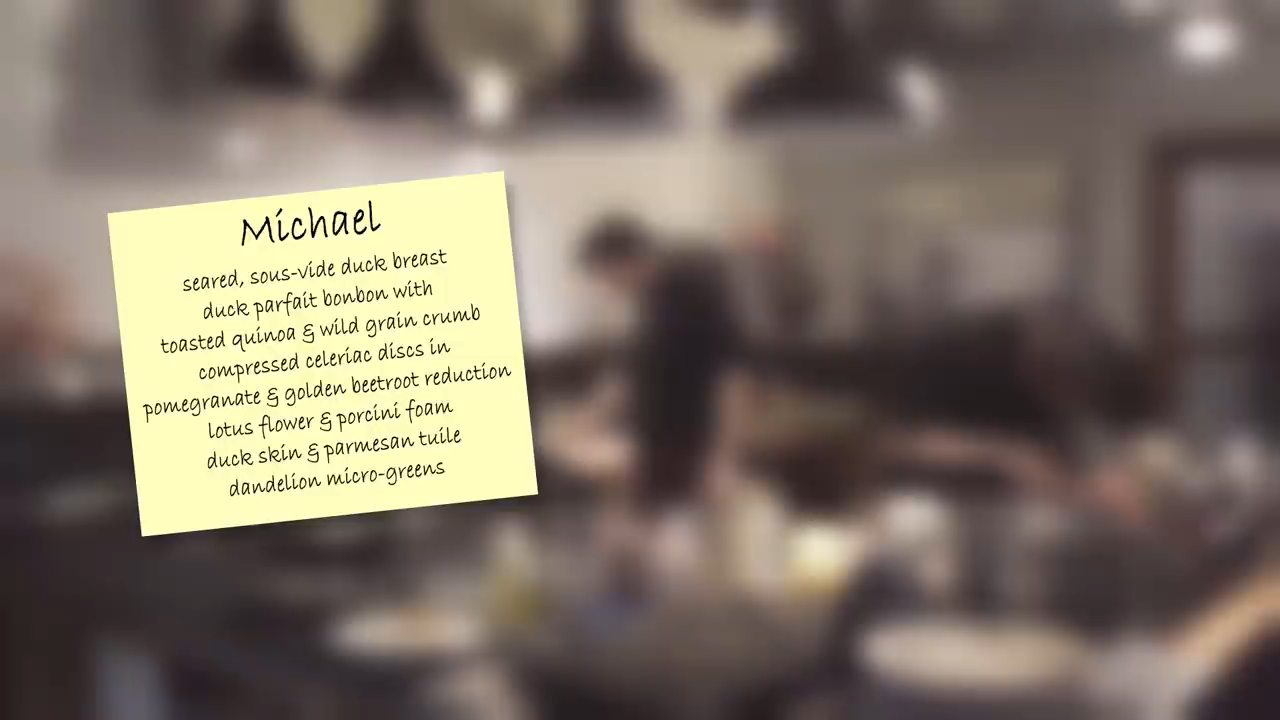 Michael
seared, sous-vide duck breast
duck parfait bonbon with
toasted quinoa & wild grain crumb
compressed celeriac discs in
pomegranate & golden beetroot reduction
lotus flower & porcini foam
duck skin & parmesan tuile
dandelion micro-greens